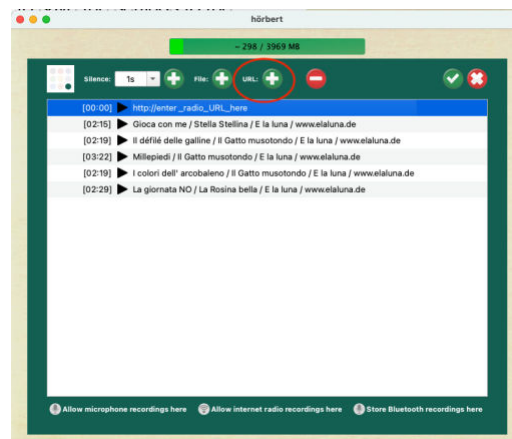 hörbert
~ 298 / 3969 MB
Silence: 1s File: URL:
[00:00] http://enter_radio_URL_here
[02:15] Gioca con me / Stella Stellina / E la luna / www.elaluna.de
[02:19] Il défilé delle galline / Il Gatto musotondo / E la luna / www.elaluna.de
[03:22] Millepiedi / Il Gatto musotondo / E la luna / www.elaluna.de
[02:19] I colori dell' arcobaleno / Il Gatto musotondo / E la luna / www.elaluna.de
[02:29] La giornata NO / La Rosina bella / E la luna / www.elaluna.de
Allow microphone recordings here Allow internet radio recordings here Store Bluetooth recordings here